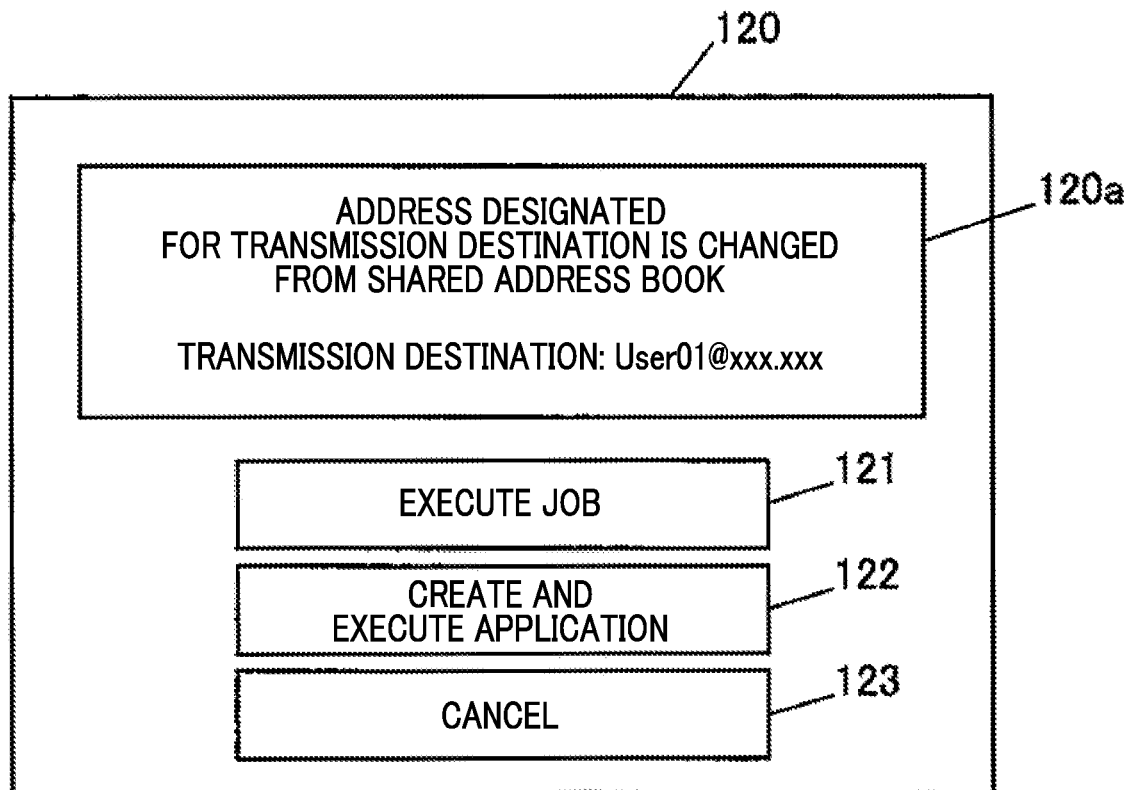 120
120a
ADDRESS DESIGNATED
FOR TRANSMISSION DESTINATION IS CHANGED
FROM SHARED ADDRESS BOOK
TRANSMISSION DESTINATION: User01@xxx.xxx
121
EXECUTE JOB
122
CREATE AND
EXECUTE APPLICATION
123
CANCEL